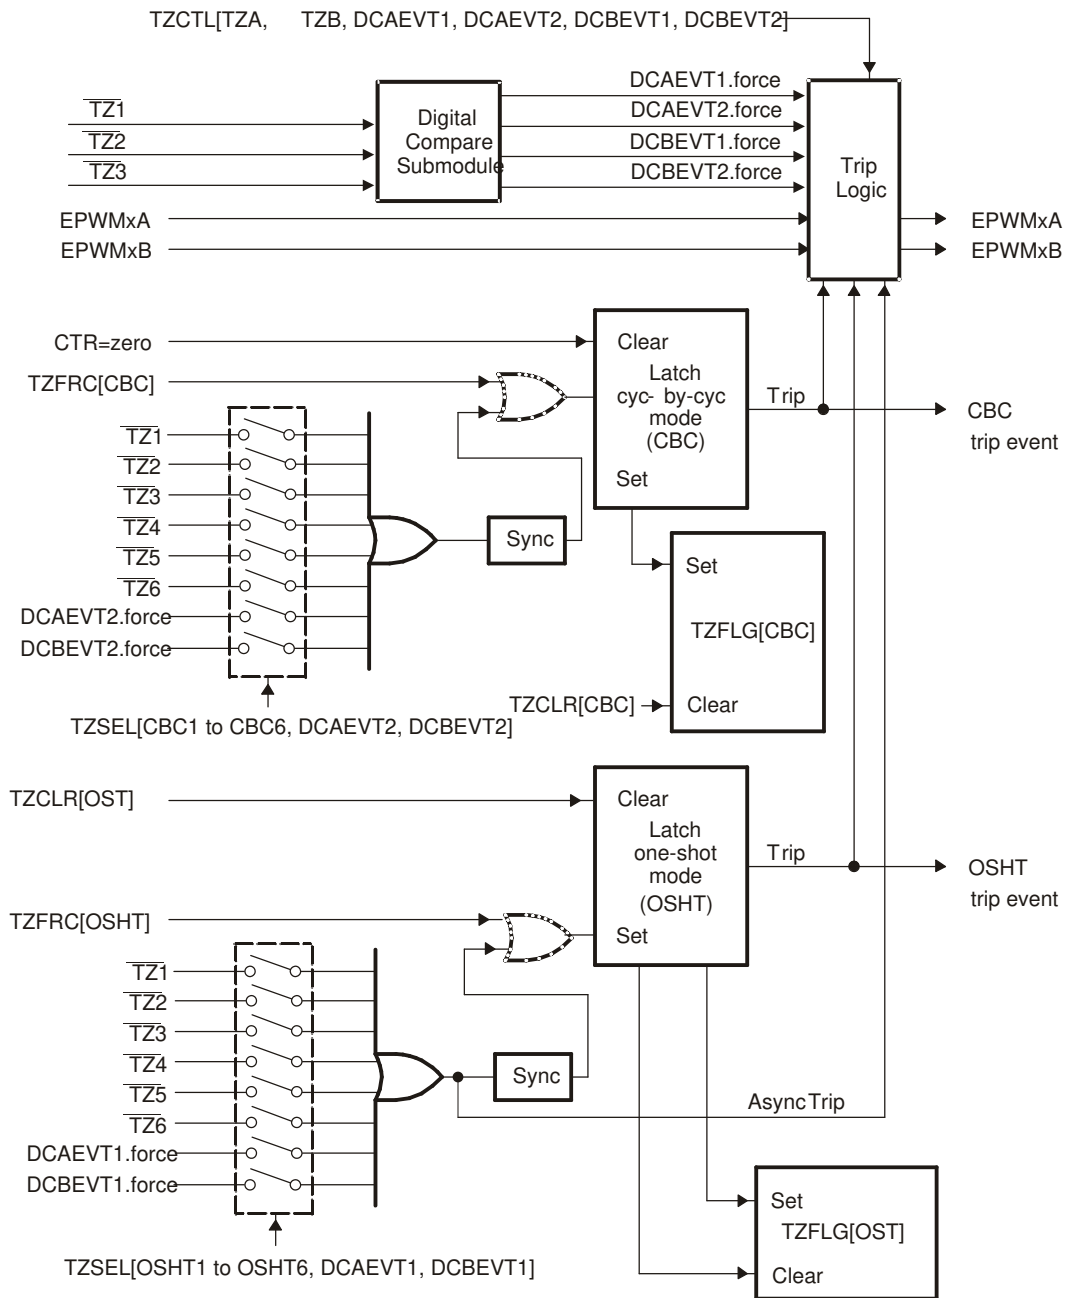 TZCTL[TZA, TZB, DCAEVT1, DCAEVT2, DCBEVT1, DCBEVT2]
TZ1
TZ2
TZ3
Digital
Compare
Submodule
DCAEVT1.force
DCAEVT2.force
DCBEVT1.force
DCBEVT2.force
Trip
Logic
EPWMxA
EPWMxB
EPWMxA
EPWMxB
CTR=zero
TZFRC[CBC]
Clear
Latch
cyc- by-cyc
mode
(CBC)
Set
Trip
CBC
trip event
TZ1
TZ2
TZ3
TZ4
TZ5
TZ6
DCAEVT2.force
DCBEVT2.force
Sync
Set
TZFLG[CBC]
TZCLR[CBC]
Clear
TZSEL[CBC1 to CBC6, DCAEVT2, DCBEVT2]
TZCLR[OST]
Clear
Latch
one-shot
mode
(OSHT)
Set
Trip
OSHT
trip event
TZFRC[OSHT]
TZ1
TZ2
TZ3
TZ4
TZ5
TZ6
DCAEVT1.force
DCBEVT1.force
Sync
Async Trip
Set
TZFLG[OST]
Clear
TZSEL[OSHT1 to OSHT6, DCAEVT1, DCBEVT1]